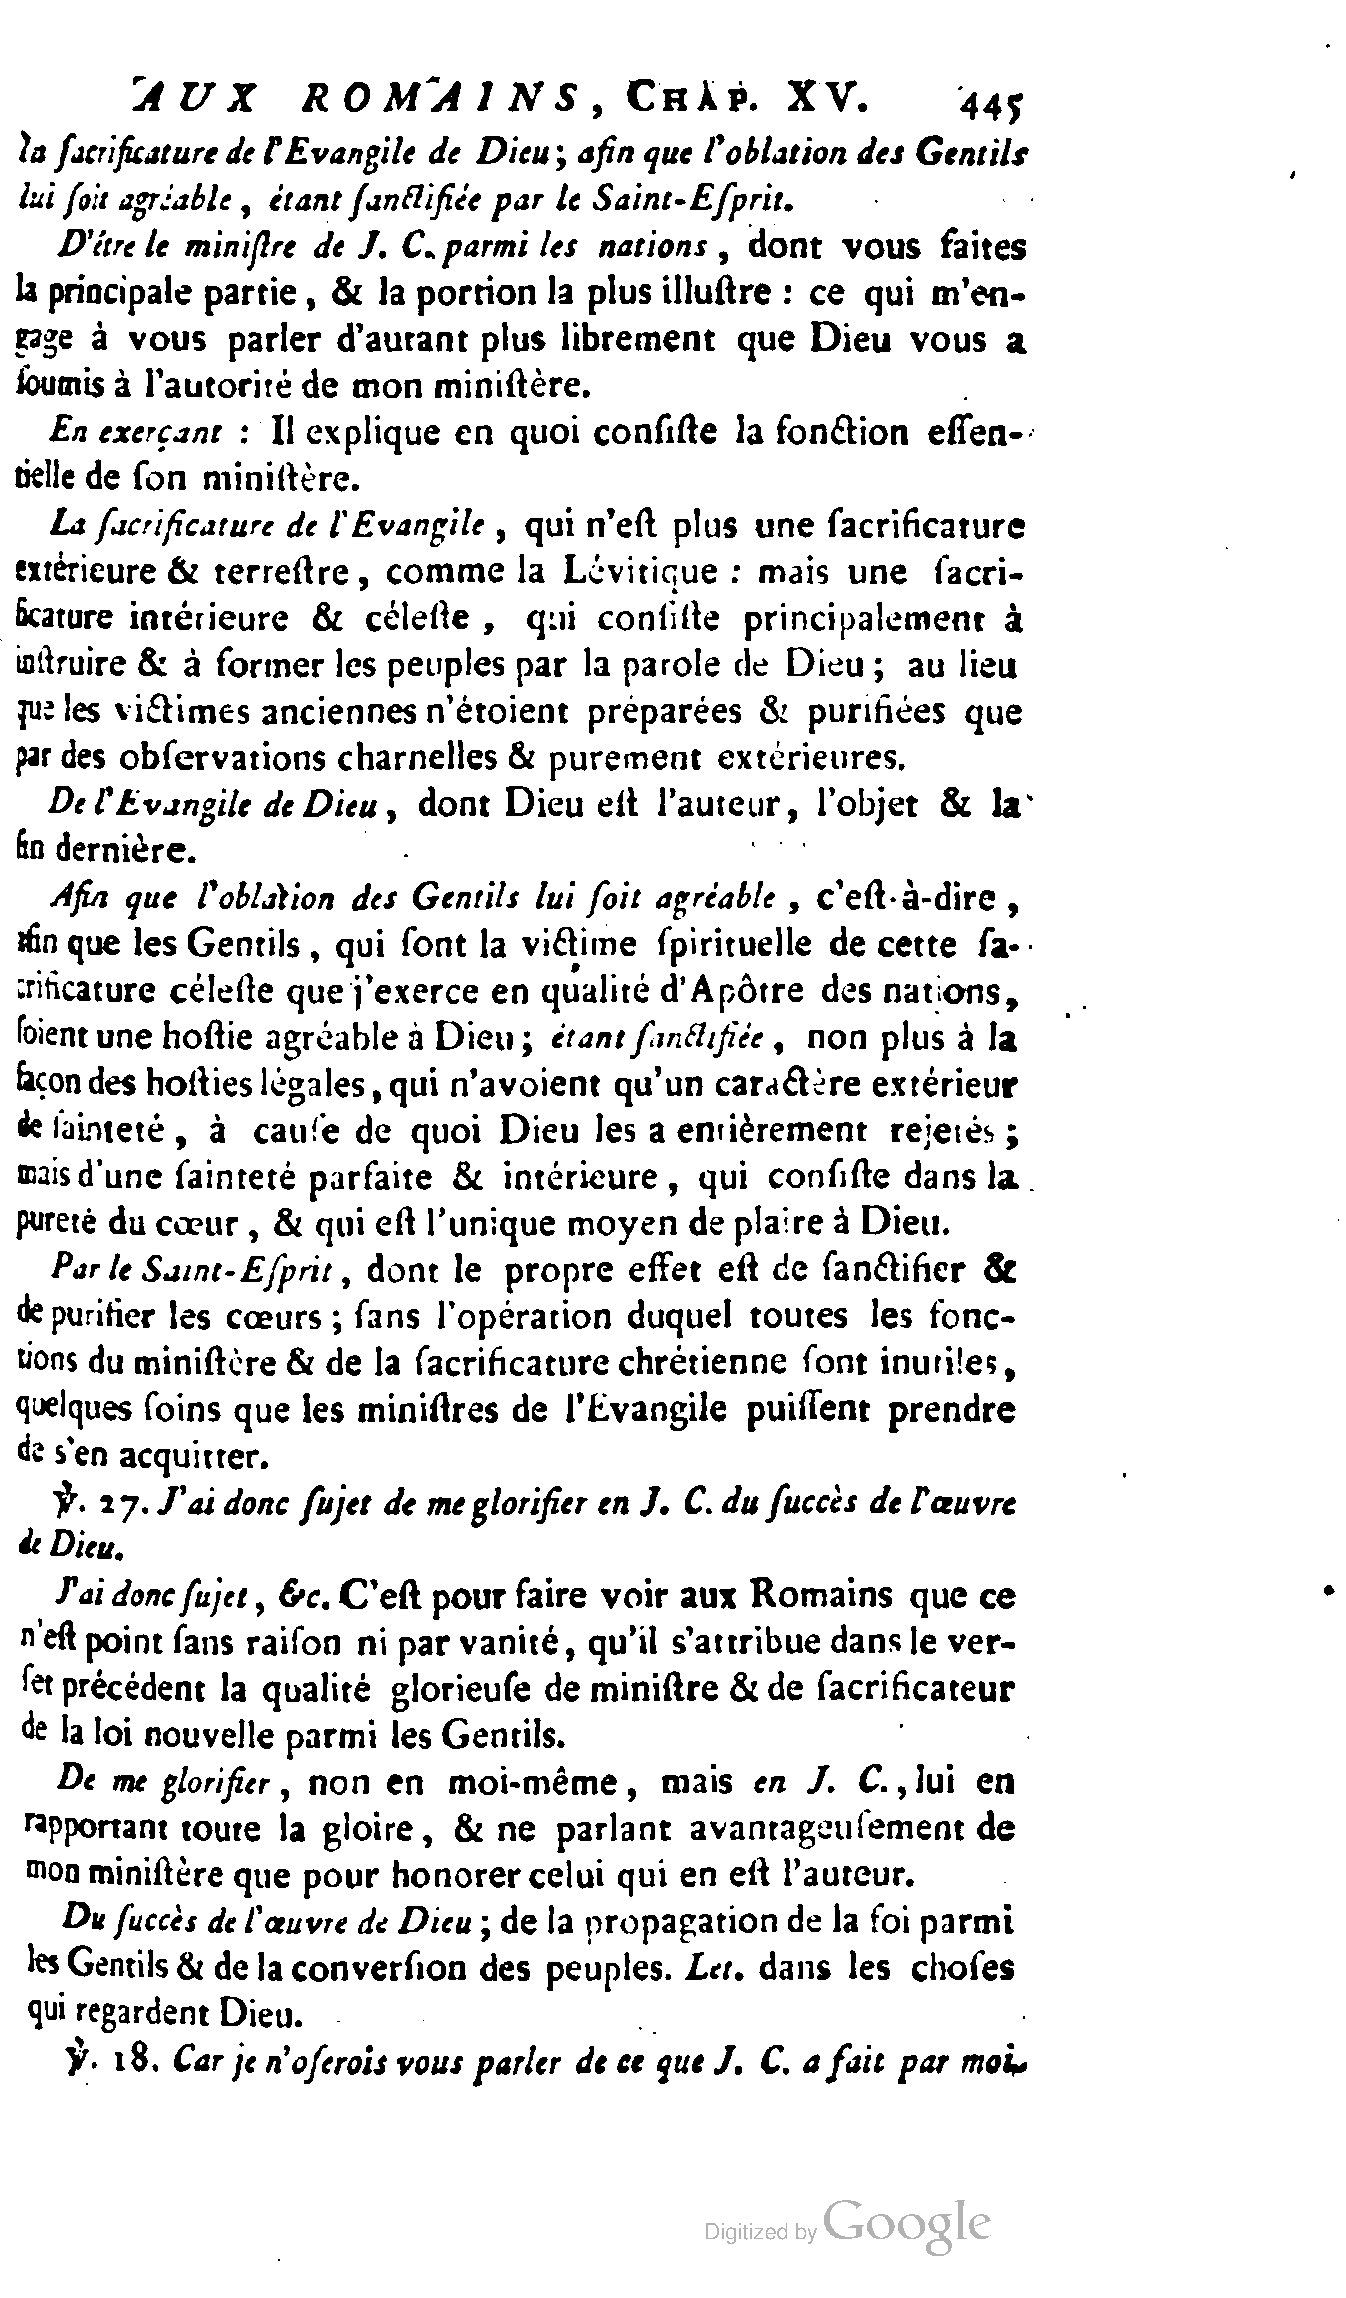 AUX ROMAINS, CHAP. XV. 445
la ſacrificature de l'Evangile de Dieu; afin que l'oblation des Gentils
lui ſoit agréable, étant ſanctifiée par le Saint-Eſprit.
D'être le miniſtre de J. C. parmi les nations, dont vous faites
la principale partie, & la portion la plus illuſtre : ce qui m'en-
gage à vous parler d'autant plus librement que Dieu vous a
ſoumis à l'autorité de mon miniſtère.
En exerçant : Il explique en quoi conſiſte la fonction eſſen-
tielle de ſon miniſtère.
La ſacrificature de l'Evangile, qui n'eſt plus une ſacrificature
extérieure & terreſtre, comme la Lévitique : mais une ſacri-
ficature intérieure & céleſte, qui conſiſte principalement à
inſtruire & à former les peuples par la parole de Dieu; au lieu
que les victimes anciennes n'étoient préparées & purifiées que
par des obſervations charnelles & purement extérieures.
De l'Evangile de Dieu, dont Dieu eſt l'auteur, l'objet & la
fin dernière.
Afin que l'oblation des Gentils lui ſoit agréable, c'eſt-à-dire,
afin que les Gentils, qui ſont la victime ſpirituelle de cette ſa-
crificature céleſte que j'exerce en qualité d'Apôtre des nations,
ſoient une hoſtie agréable à Dieu; étant ſanctifiée, non plus à la
façon des hoſties légales, qui n'avoient qu'un caractère extérieur
de ſainteté, à cauſe de quoi Dieu les a entièrement rejetés;
mais d'une ſainteté parfaite & intérieure, qui conſiſte dans la
pureté du cœur, & qui eſt l'unique moyen de plaire à Dieu.
Par le Saint-Eſprit, dont le propre effet eſt de ſanctifier &
de purifier les cœurs; ſans l'opération duquel toutes les fonc-
tions du miniſtère & de la ſacrificature chrétienne ſont inutiles,
quelques ſoins que les miniſtres de l'Evangile puiſſent prendre
de s'en acquitter.
℣. 27. J'ai donc ſujet de me glorifier en J. C. du ſuccès de l'œuvre
de Dieu.
J'ai donc ſujet, &c. C'eſt pour faire voir aux Romains que ce
n'eſt point ſans raiſon ni par vanité, qu'il s'attribue dans le ver-
ſet précédent la qualité glorieuſe de miniſtre & de ſacrificateur
de la loi nouvelle parmi les Gentils.
De me glorifier, non en moi-même, mais en J. C., lui en
rapportant toute la gloire, & ne parlant avantageuſement de
mon miniſtère que pour honorer celui qui en eſt l'auteur.
Du ſuccès de l'œuvre de Dieu; de la propagation de la foi parmi
les Gentils & de la converſion des peuples. Let. dans les choſes
qui regardent Dieu.
℣. 18. Car je n'oſerois vous parler de ce que J. C. a fait par moi
Digitized by Google